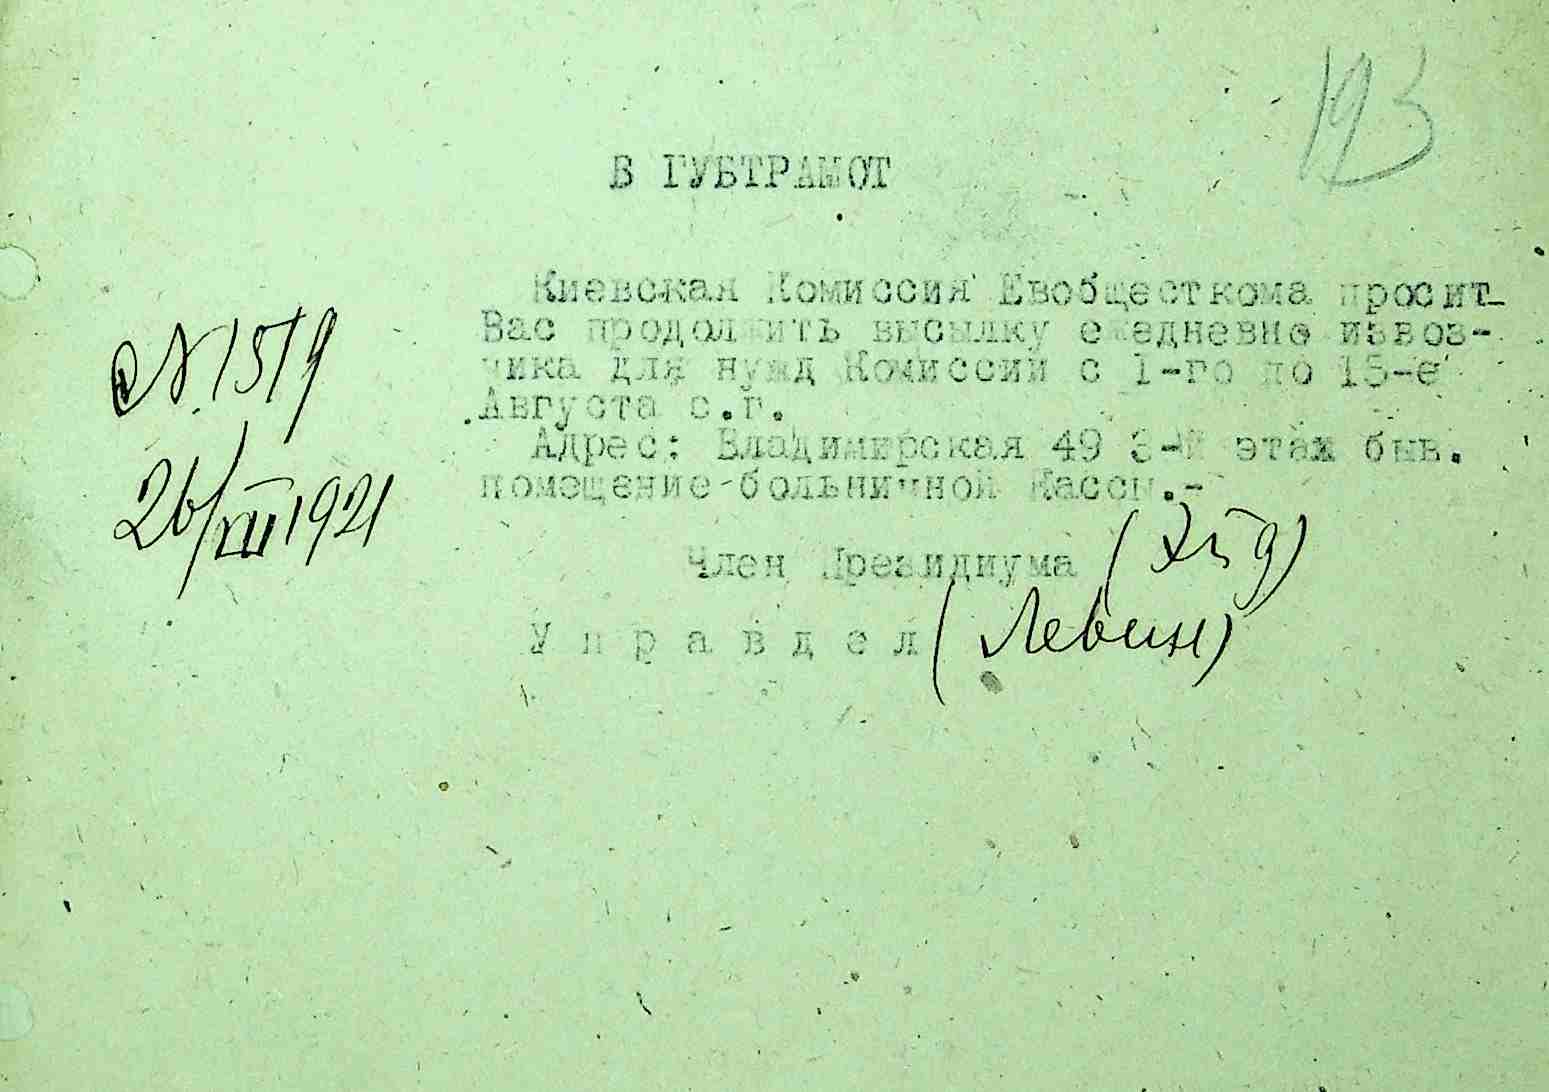 193
В ГУБТРАМОТ
Киевская Комиссия Евобщесткома просит
Вас продолжить высылку ежедневно извоз-
чика для нужд Комиссии с 1-го по 15-е
Августа с.г.
Адрес: Владимирская 49 3-й этаж быв.
помещение больничной Кассы.-
№ 1519
26/VII 1921
Член Президиума (
)
Управдел (Левин)